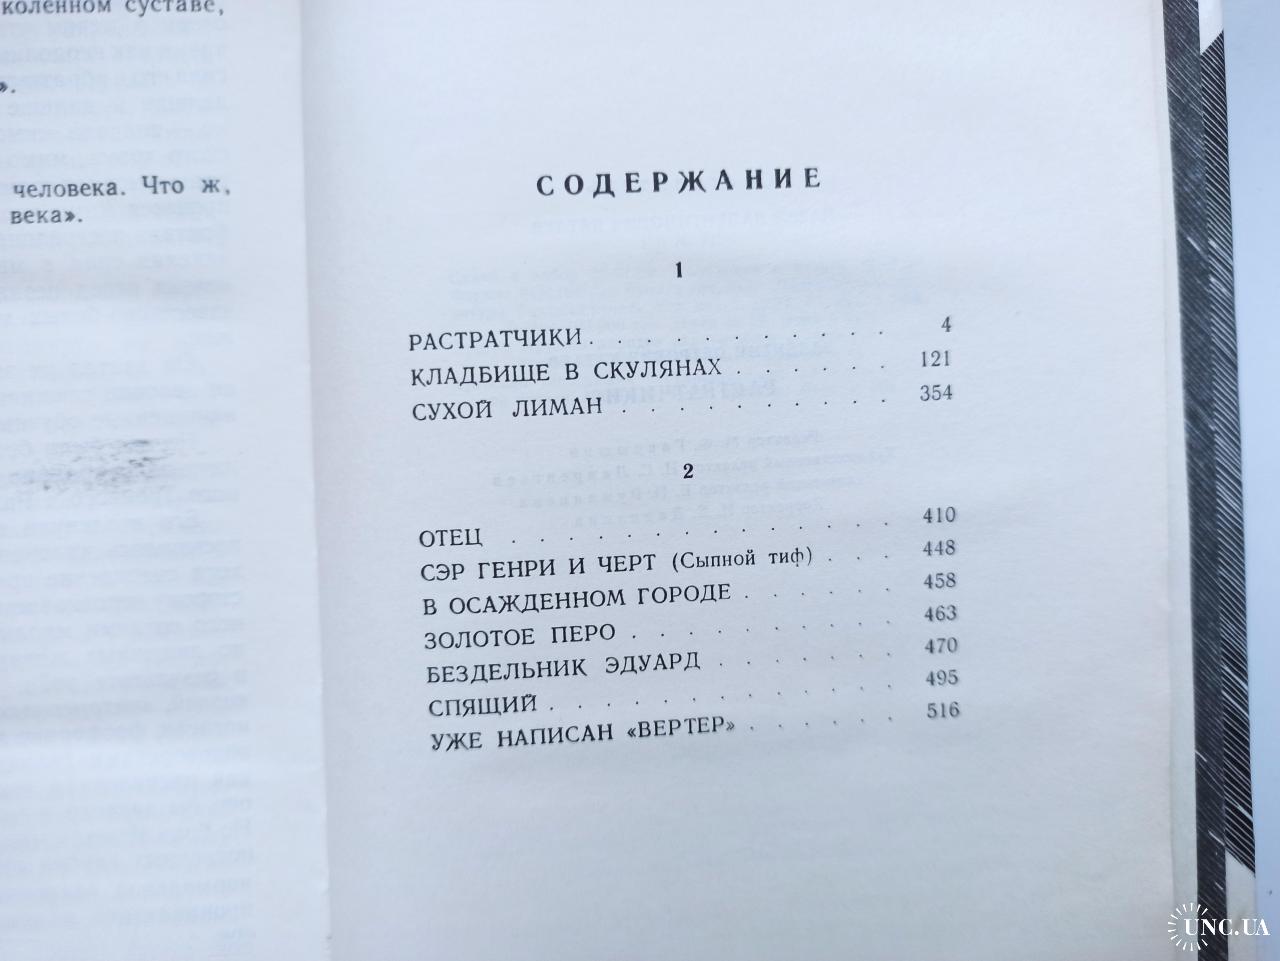 коленном суставе,
».
человека. Что ж,
века».
СОДЕРЖАНИЕ
1
РАСТРАТЧИКИ . . . . . . . . . . . 4
КЛАДБИЩЕ В СКУЛЯНАХ . . . . . . 121
СУХОЙ ЛИМАН . . . . . . . . . . 354
2
ОТЕЦ . . . . . . . . . . . . . . 410
СЭР ГЕНРИ И ЧЕРТ (Сыпной тиф) . . . 448
В ОСАЖДЕННОМ ГОРОДЕ . . . . . . 458
ЗОЛОТОЕ ПЕРО . . . . . . . . . . 463
БЕЗДЕЛЬНИК ЭДУАРД . . . . . . . 470
СПЯЩИЙ . . . . . . . . . . . . . 495
УЖЕ НАПИСАН «ВЕРТЕР» . . . . . . 516
UNC.UA